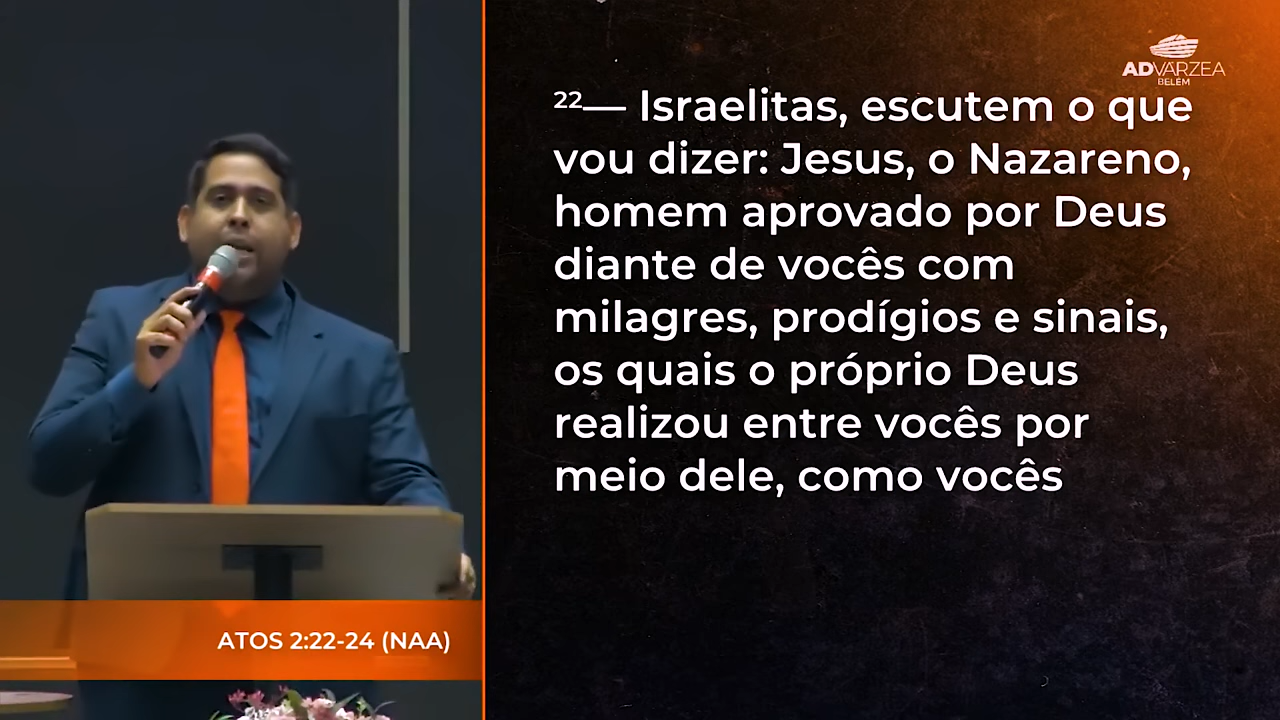 ADVÁRZEA
BELÉM
²²— Israelitas, escutem o que
vou dizer: Jesus, o Nazareno,
homem aprovado por Deus
diante de vocês com
milagres, prodígios e sinais,
os quais o próprio Deus
realizou entre vocês por
meio dele, como vocês
ATOS 2:22-24 (NAA)